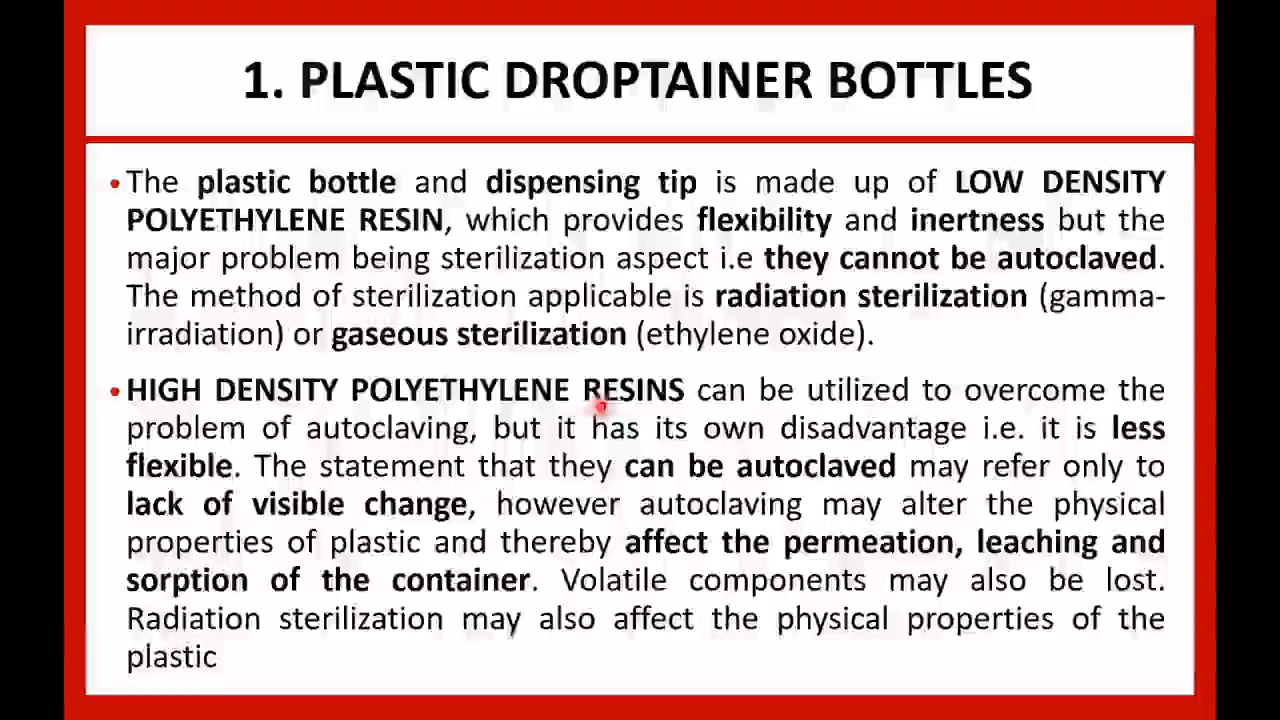 1. PLASTIC DROPTAINER BOTTLES
•The plastic bottle and dispensing tip is made up of LOW DENSITY
POLYETHYLENE RESIN, which provides flexibility and inertness but the
major problem being sterilization aspect i.e they cannot be autoclaved.
The method of sterilization applicable is radiation sterilization (gamma-
irradiation) or gaseous sterilization (ethylene oxide).
•HIGH DENSITY POLYETHYLENE RESINS can be utilized to overcome the
problem of autoclaving, but it has its own disadvantage i.e. it is less
flexible. The statement that they can be autoclaved may refer only to
lack of visible change, however autoclaving may alter the physical
properties of plastic and thereby affect the permeation, leaching and
sorption of the container. Volatile components may also be lost.
Radiation sterilization may also affect the physical properties of the
plastic